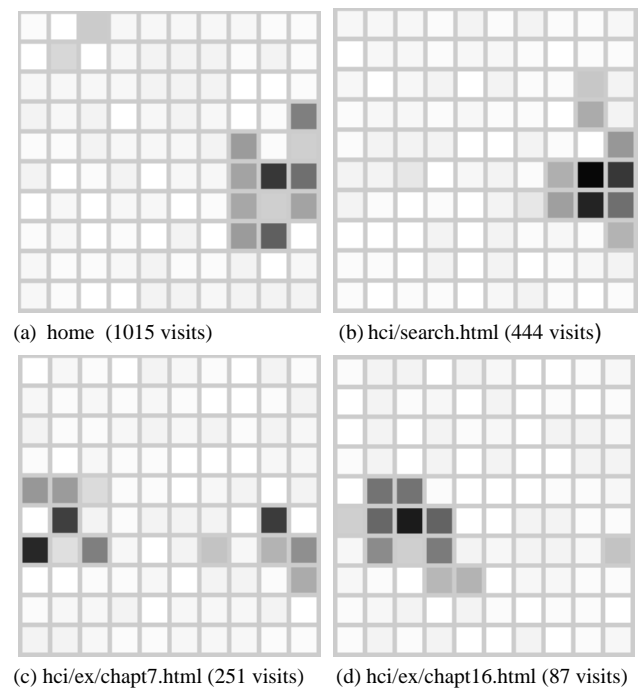 (a) home (1015 visits)
(b) hci/search.html (444 visits)
(c) hci/ex/chapt7.html (251 visits)
(d) hci/ex/chapt16.html (87 visits)